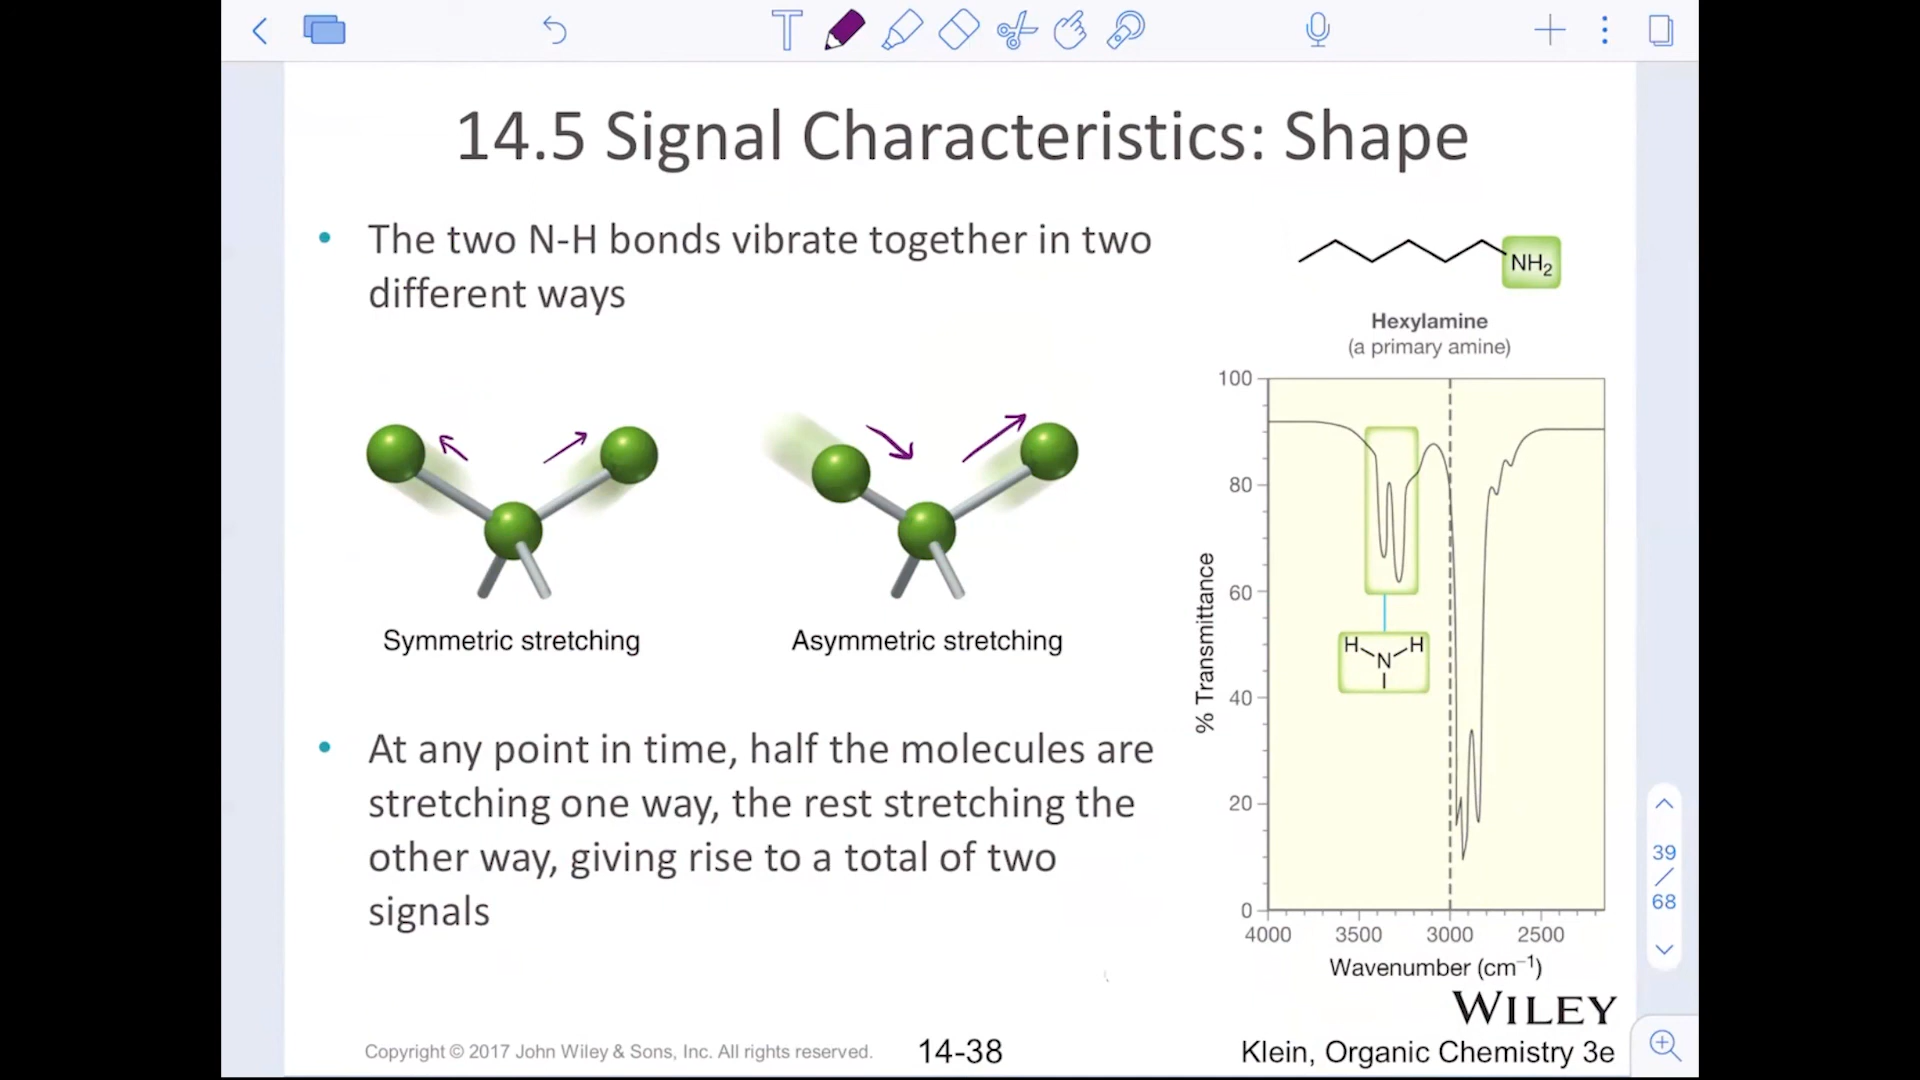 14.5 Signal Characteristics: Shape
• The two N-H bonds vibrate together in two
different ways
NH2
Hexylamine
(a primary amine)
Symmetric stretching
Asymmetric stretching
• At any point in time, half the molecules are
stretching one way, the rest stretching the
other way, giving rise to a total of two
signals
100
80
60
40
20
0
% Transmittance
H H
N
4000 3500 3000 2500
Wavenumber (cm⁻¹)
39
/
68
WILEY
Copyright © 2017 John Wiley & Sons, Inc. All rights reserved.
14-38
Klein, Organic Chemistry 3e